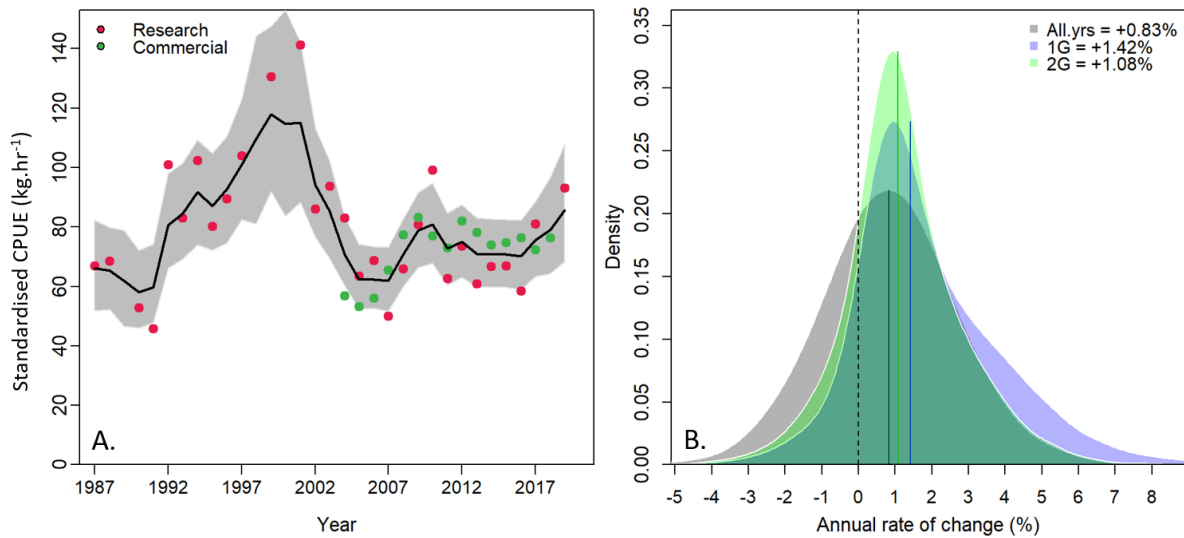 Research
Commercial
Standardised CPUE (kg.hr⁻¹)
140
120
100
80
60
40
20
0
A.
1987 1992 1997 2002 2007 2012 2017
Year
All.yrs = +0.83%
1G = +1.42%
2G = +1.08%
Density
0.35
0.30
0.25
0.20
0.15
0.10
0.05
0.00
B.
-5 -4 -3 -2 -1 0 1 2 3 4 5 6 7 8
Annual rate of change (%)